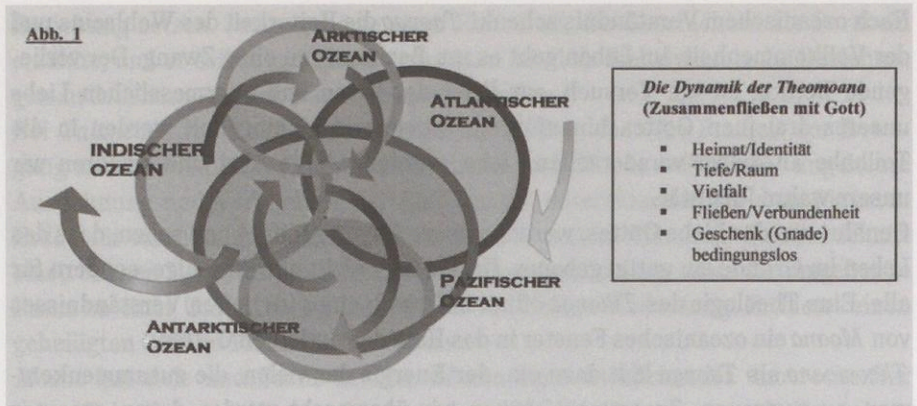 Abb. 1
ARKTISCHER
OZEAN
ATLANTISCHER
OZEAN
INDISCHER
OZEAN
PAZIFISCHER
OZEAN
ANTARKTISCHER
OZEAN
Die Dynamik der Theomoana
(Zusammenfließen mit Gott)
▪ Heimat/Identität
▪ Tiefe/Raum
▪ Vielfalt
▪ Fließen/Verbundenheit
▪ Geschenk (Gnade)
bedingungslos